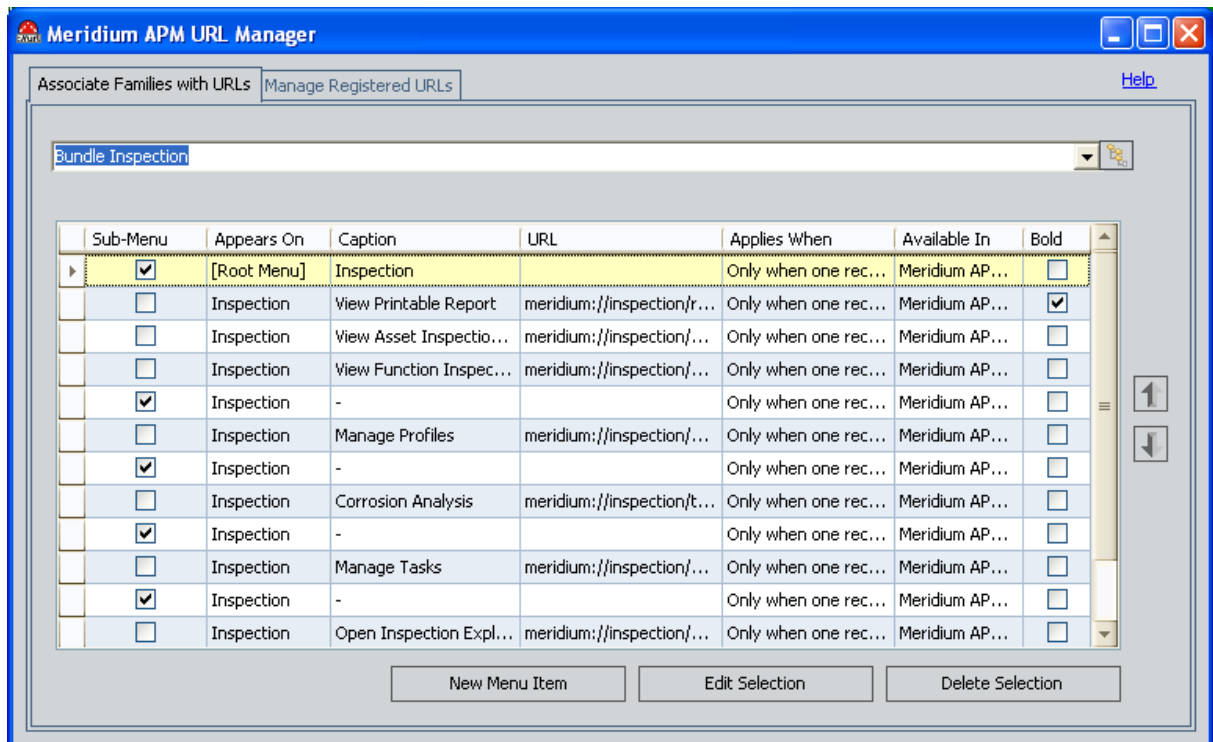 Meridium APM URL Manager
Associate Families with URLs Manage Registered URLs Help
Bundle Inspection
Sub-Menu Appears On Caption URL Applies When Available In Bold
[Root Menu] Inspection Only when one rec... Meridium AP...
Inspection View Printable Report meridium://inspection/r... Only when one rec... Meridium AP...
Inspection View Asset Inspectio... meridium://inspection/... Only when one rec... Meridium AP...
Inspection View Function Inspec... meridium://inspection/... Only when one rec... Meridium AP...
Inspection - Only when one rec... Meridium AP...
Inspection Manage Profiles meridium://inspection/... Only when one rec... Meridium AP...
Inspection - Only when one rec... Meridium AP...
Inspection Corrosion Analysis meridium://inspection/t... Only when one rec... Meridium AP...
Inspection - Only when one rec... Meridium AP...
Inspection Manage Tasks meridium://inspection/... Only when one rec... Meridium AP...
Inspection - Only when one rec... Meridium AP...
Inspection Open Inspection Expl... meridium://inspection/... Only when one rec... Meridium AP...
New Menu Item Edit Selection Delete Selection